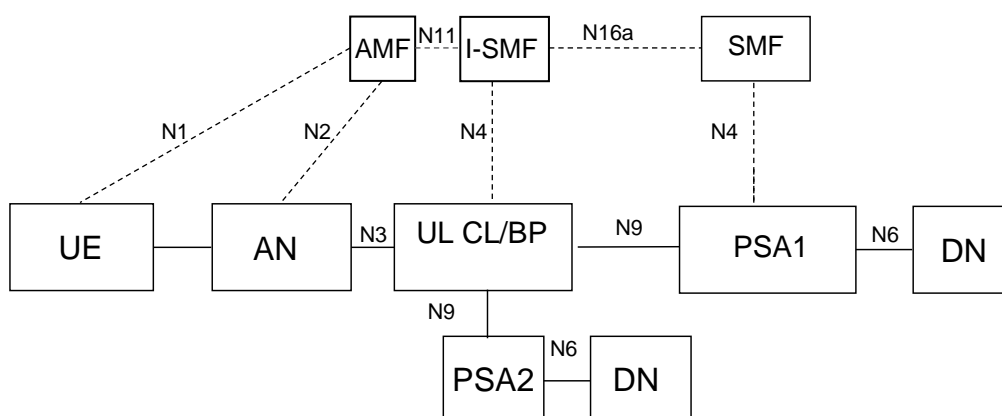 N11
N16a
AMF
I-SMF
SMF
N1
N2
N4
N4
UE
AN
N3
UL CL/BP
N9
PSA1
N6
DN
N9
PSA2
N6
DN